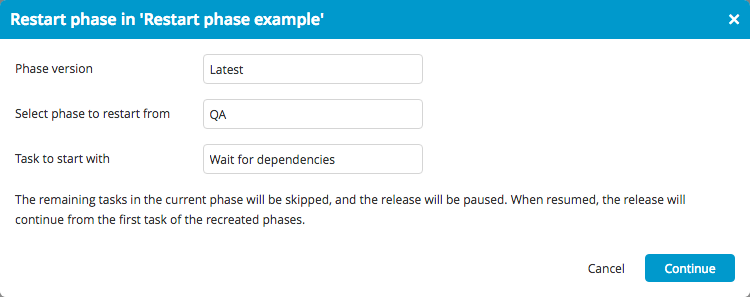 Restart phase in 'Restart phase example'
Phase version
Latest
Select phase to restart from
QA
Task to start with
Wait for dependencies
The remaining tasks in the current phase will be skipped, and the release will be paused. When resumed, the release will
continue from the first task of the recreated phases.
Cancel
Continue